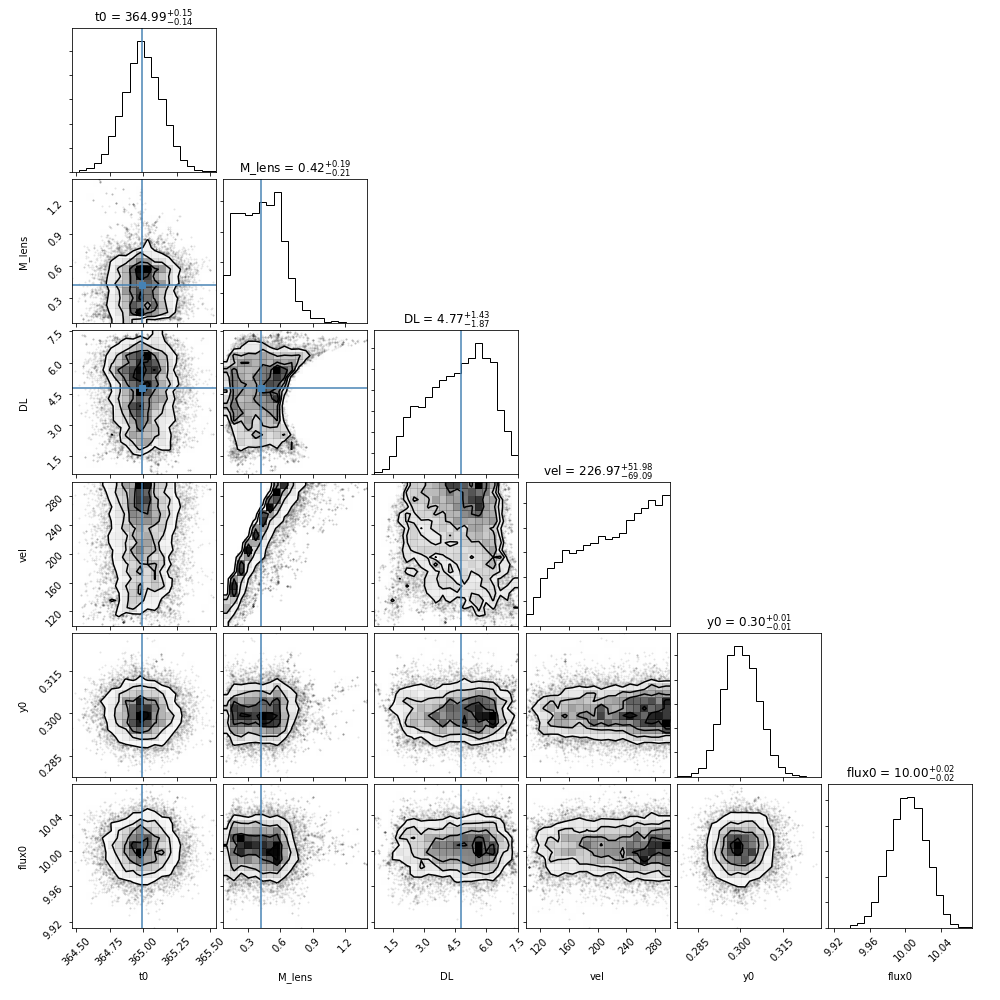 t0 = 364.99+0.15−0.14
M_lens = 0.42+0.19−0.21
1.2
0.9
0.6
0.3
M_lens
DL = 4.77+1.43−1.87
7.5
6.0
4.5
3.0
1.5
DL
vel = 226.97+51.98−69.09
280
240
200
160
120
vel
y0 = 0.30+0.01−0.01
0.315
0.300
0.285
y0
flux0 = 10.00+0.02−0.02
10.04
10.00
9.96
9.92
flux0
364.50 364.75 365.00 365.25 365.50 0.3 0.6 0.9 1.2 1.5 3.0 4.5 6.0 7.5 120 160 200 240 280 0.285 0.300 0.315 9.92 9.96 10.00 10.04
t0 M_lens DL vel y0 flux0